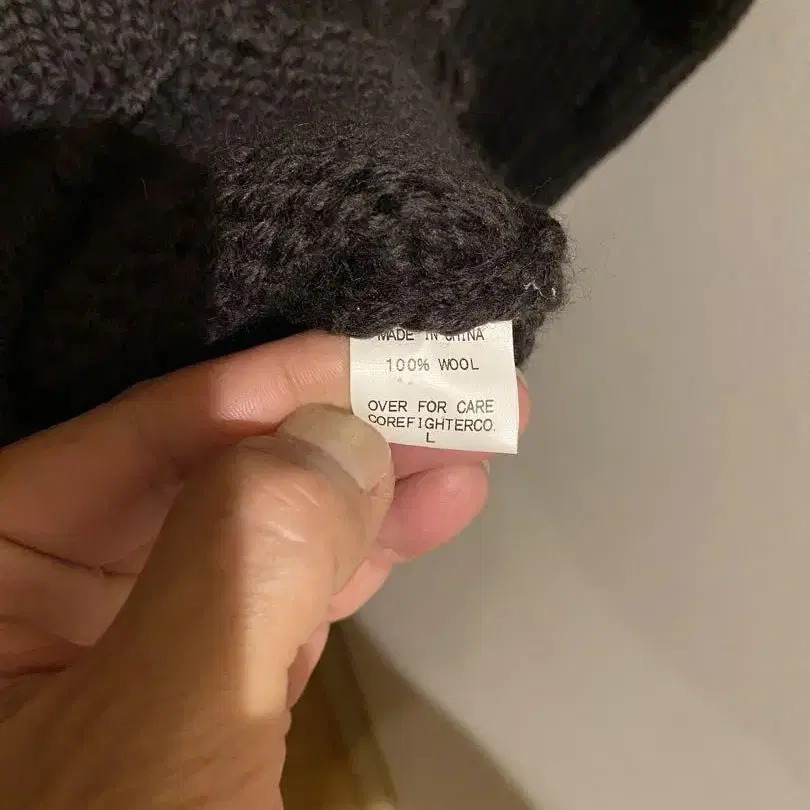 MADE IN CHINA
100% WOOL
OVER FOR CARE
COREFIGHTERCO.
L